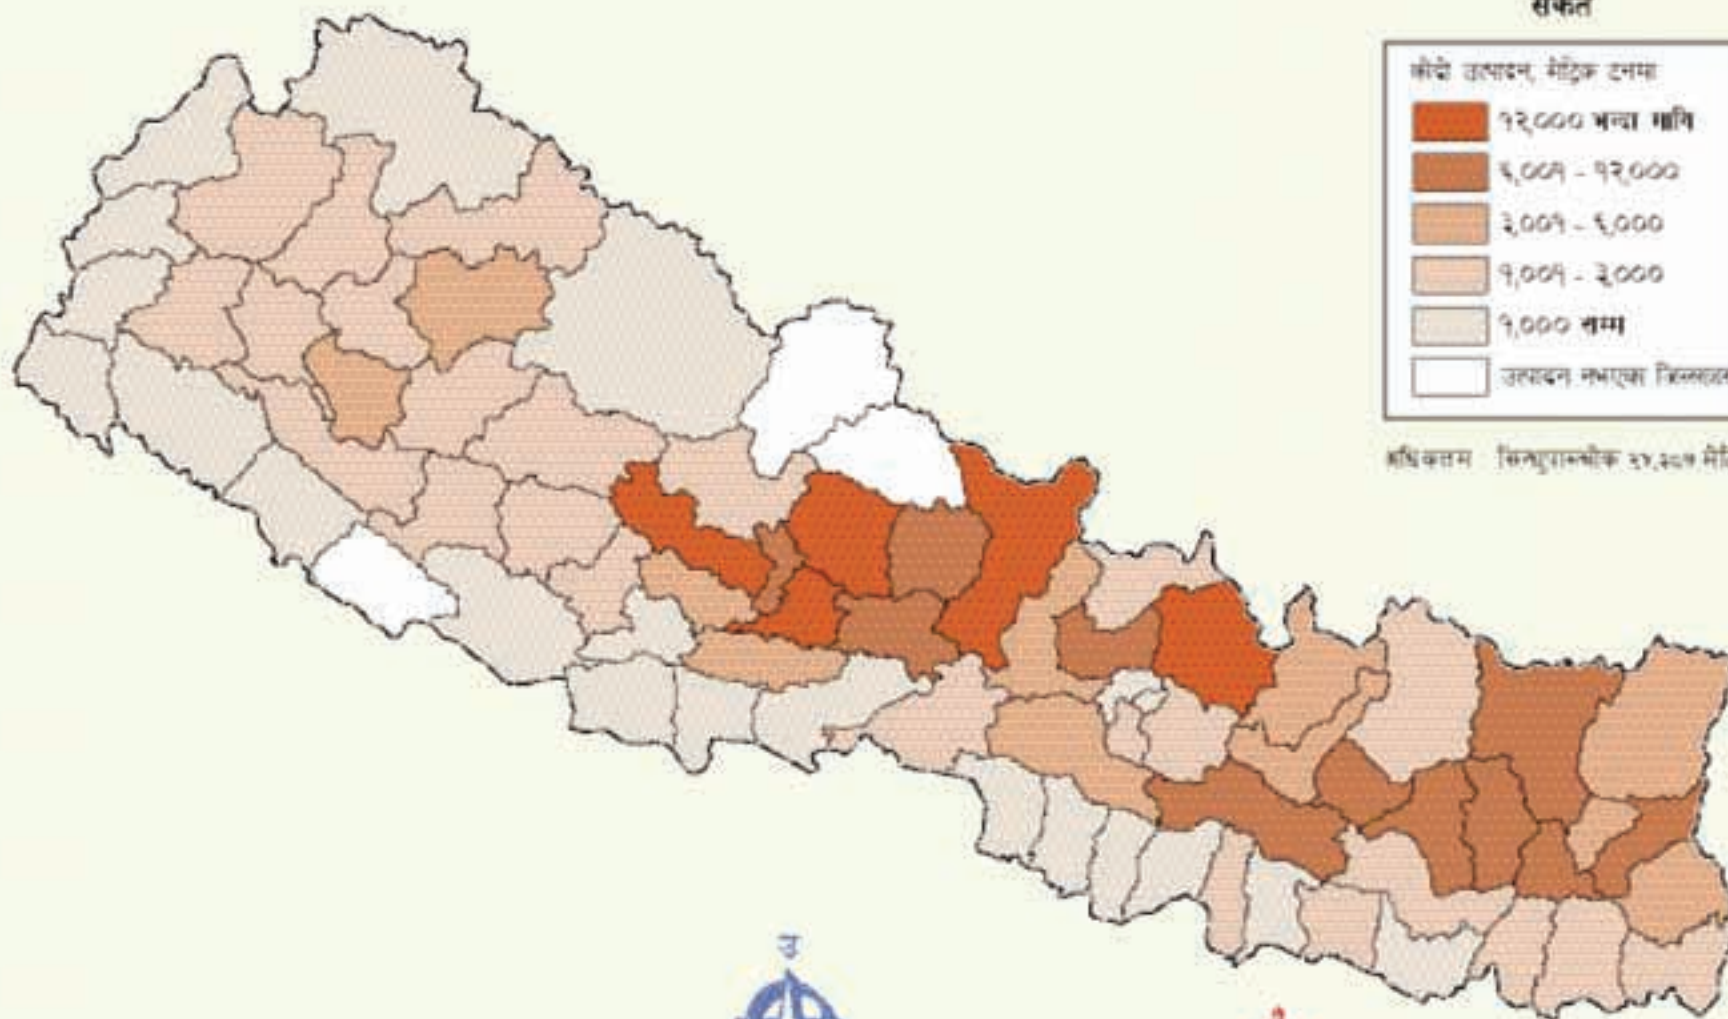 संकेत
कोदो उत्पादन, मेट्रिक टनमा
१२,००० भन्दा माथि
६,००१ - १२,०००
३,००१ - ६,०००
१,००१ - ३,०००
१,००० सम्म
उत्पादन नभएका
अधिकतम सिन्धुपाल्चोक
उ